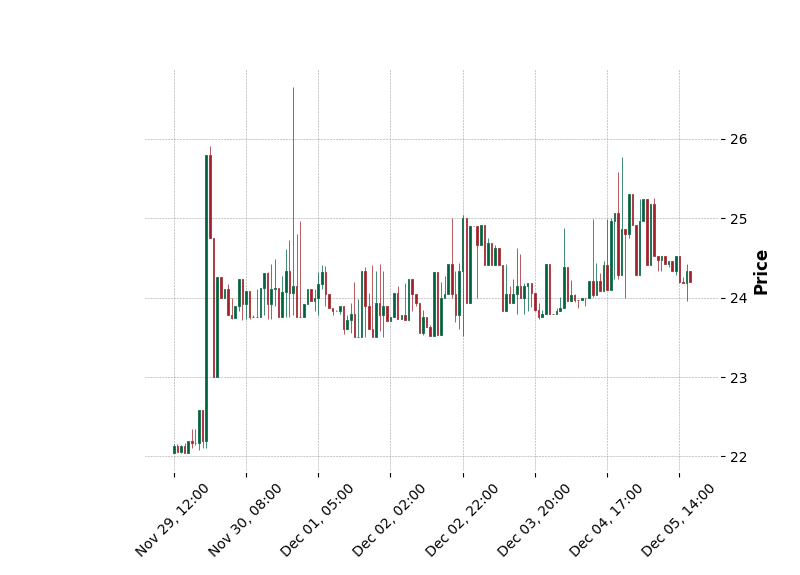 26
25
24
23
22
Price
Nov 29, 12:00
Nov 30, 08:00
Dec 01, 05:00
Dec 02, 02:00
Dec 02, 22:00
Dec 03, 20:00
Dec 04, 17:00
Dec 05, 14:00